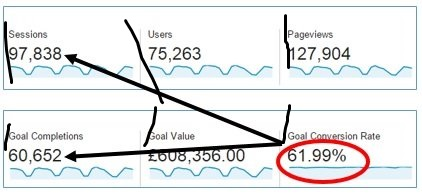 Sessions
97,838
Users
75,263
Pageviews
127,904
Goal Completions
60,652
Goal Value
£608,356.00
Goal Conversion Rate
61.99%